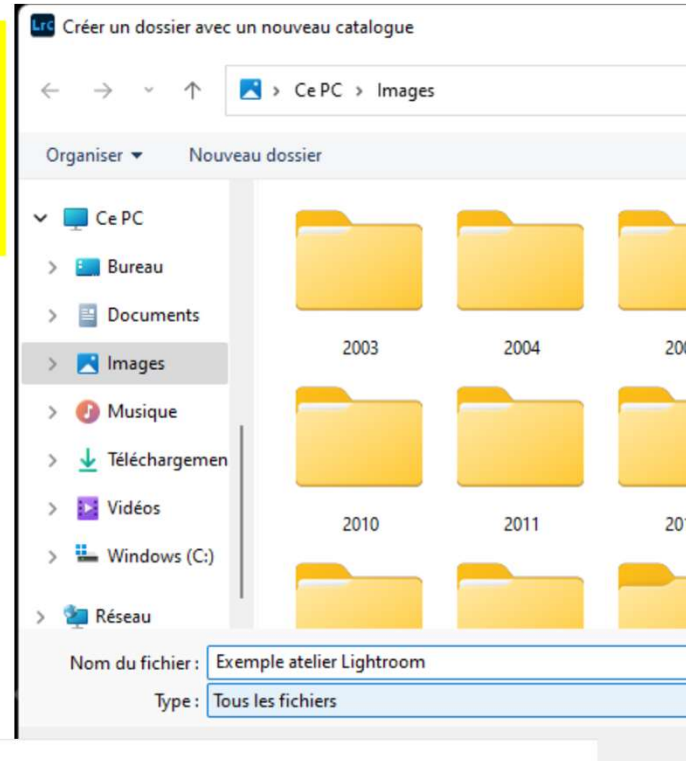 LrC Créer un dossier avec un nouveau catalogue
Ce PC > Images
Organiser Nouveau dossier
Ce PC
Bureau
Documents
Images
Musique
Téléchargemen
Vidéos
Windows (C:)
Réseau
2003 2004 200
2010 2011 201
Nom du fichier : Exemple atelier Lightroom
Type : Tous les fichiers